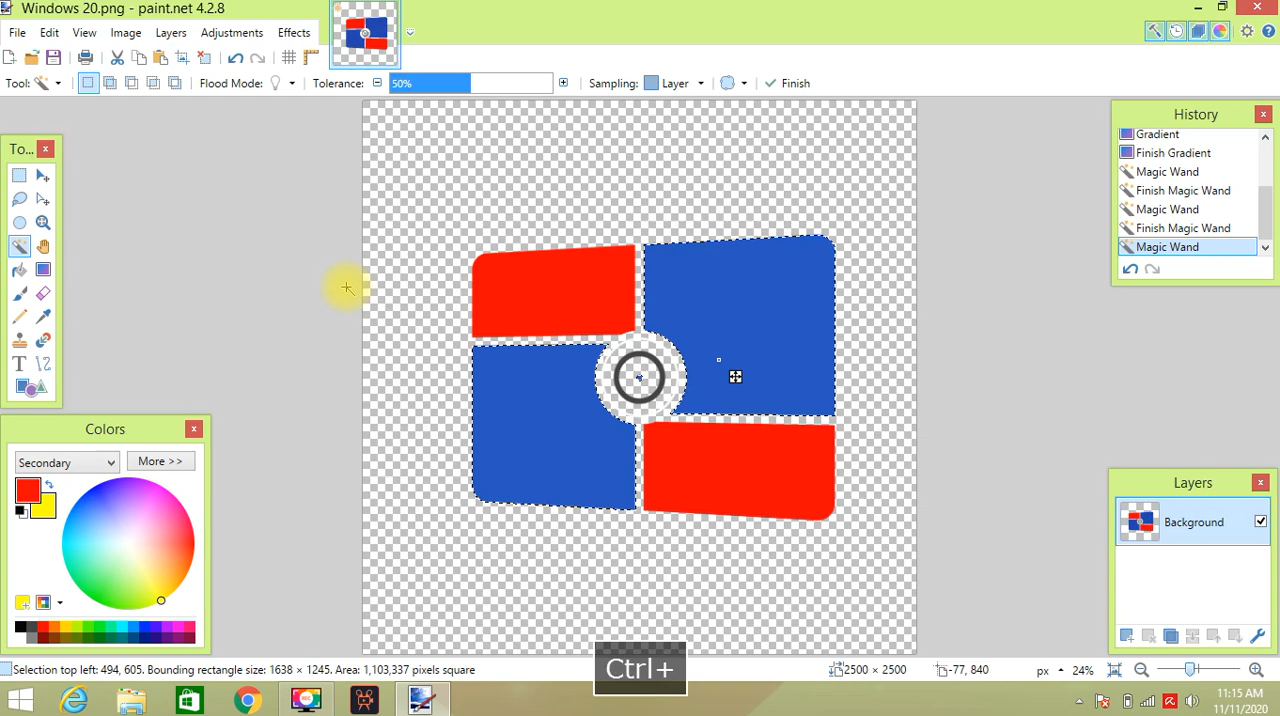 Windows 20.png - paint.net 4.2.8
File Edit View Image Layers Adjustments Effects
Tool: Flood Mode: Tolerance: 50% Sampling: Layer Finish
To...
History
Gradient
Finish Gradient
Magic Wand
Finish Magic Wand
Magic Wand
Finish Magic Wand
Magic Wand
Colors
Secondary
More >>
Layers
Background
Ctrl+
Selection top left: 494, 605. Bounding rectangle size: 1638 × 1245. Area: 1,103,337 pixels square
2500 × 2500
-77, 840
px
24%
11:15 AM
11/11/2020